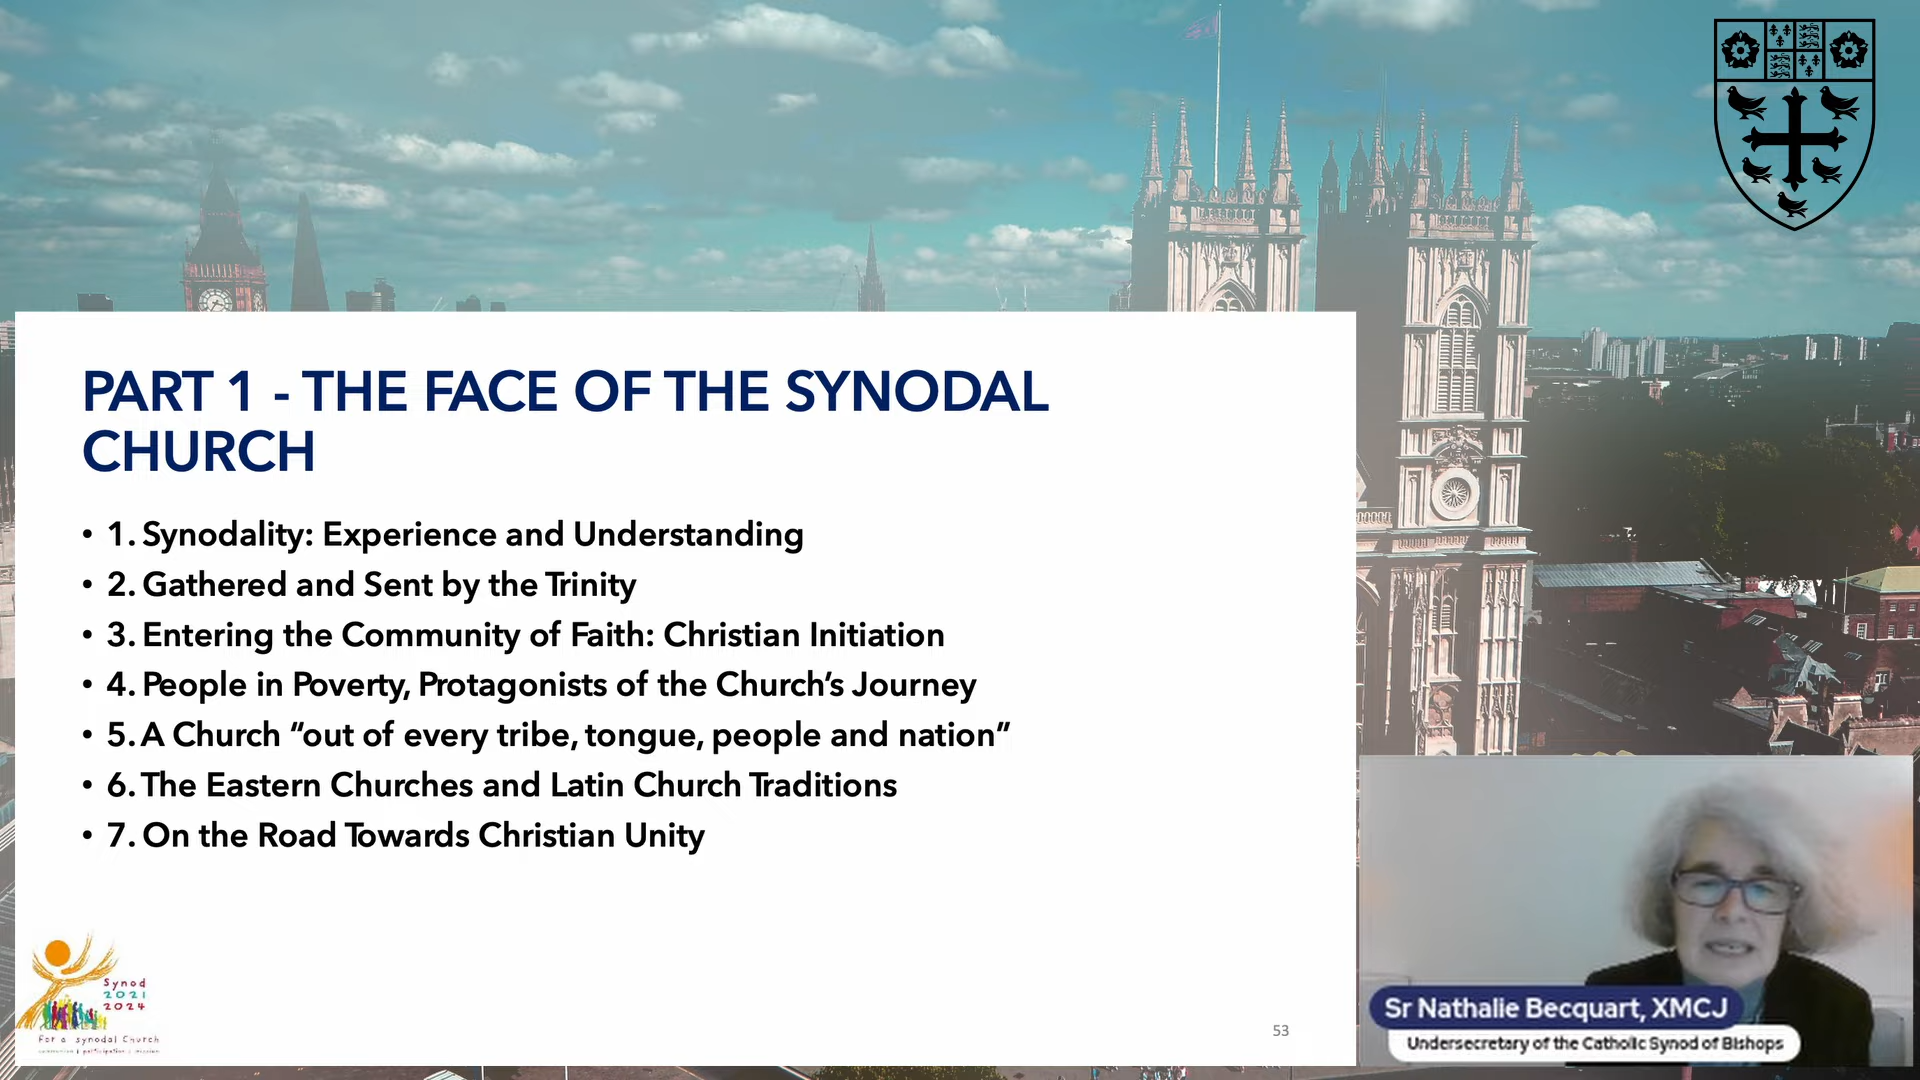 PART 1 - THE FACE OF THE SYNODAL
CHURCH
• 1. Synodality: Experience and Understanding
• 2. Gathered and Sent by the Trinity
• 3. Entering the Community of Faith: Christian Initiation
• 4. People in Poverty, Protagonists of the Church’s Journey
• 5. A Church “out of every tribe, tongue, people and nation”
• 6. The Eastern Churches and Latin Church Traditions
• 7. On the Road Towards Christian Unity
Synod
2021
2024
For a synodal Church
communion | participation | mission
53
Sr Nathalie Becquart, XMCJ
Undersecretary of the Catholic Synod of Bishops